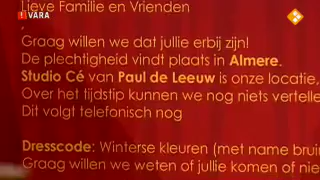 VARA
Lieve Familie en Vrienden
Graag willen we dat jullie erbij zijn!
De plechtigheid vindt plaats in Almere.
Studio Cé van Paul de Leeuw is onze locatie,
Over het tijdstip kunnen we nog niets vertelle
Dit volgt telefonisch nog
Dresscode: Winterse kleuren (met name bruin
Graag willen we weten of jullie komen of nie